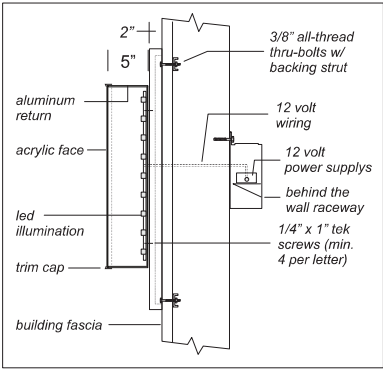 2”
5”
3/8” all-thread
thru-bolts w/
backing strut
aluminum
return
12 volt
wiring
acrylic face
12 volt
power supplys
behind the
wall raceway
led
illumination
1/4” x 1” tek
screws (min.
4 per letter)
trim cap
building fascia